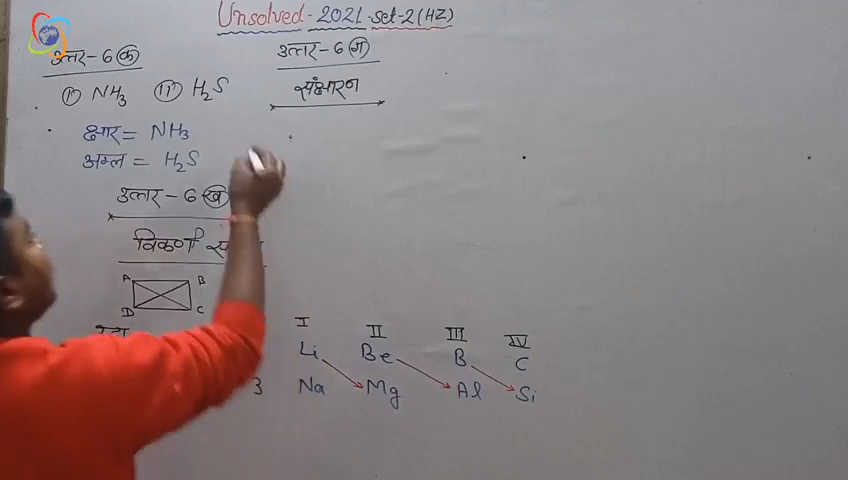 Unsolved-2021-set-2(HZ)
उत्तर-6 (क)
(i) NH3 (ii) H2S
क्षार = NH3
अम्ल = H2S
उत्तर-6 (ख)
विकर्ण
A B
D C
I II III IV
Li Be B C
3 Na Mg Al Si
उत्तर-6 (ग)
संक्षारण